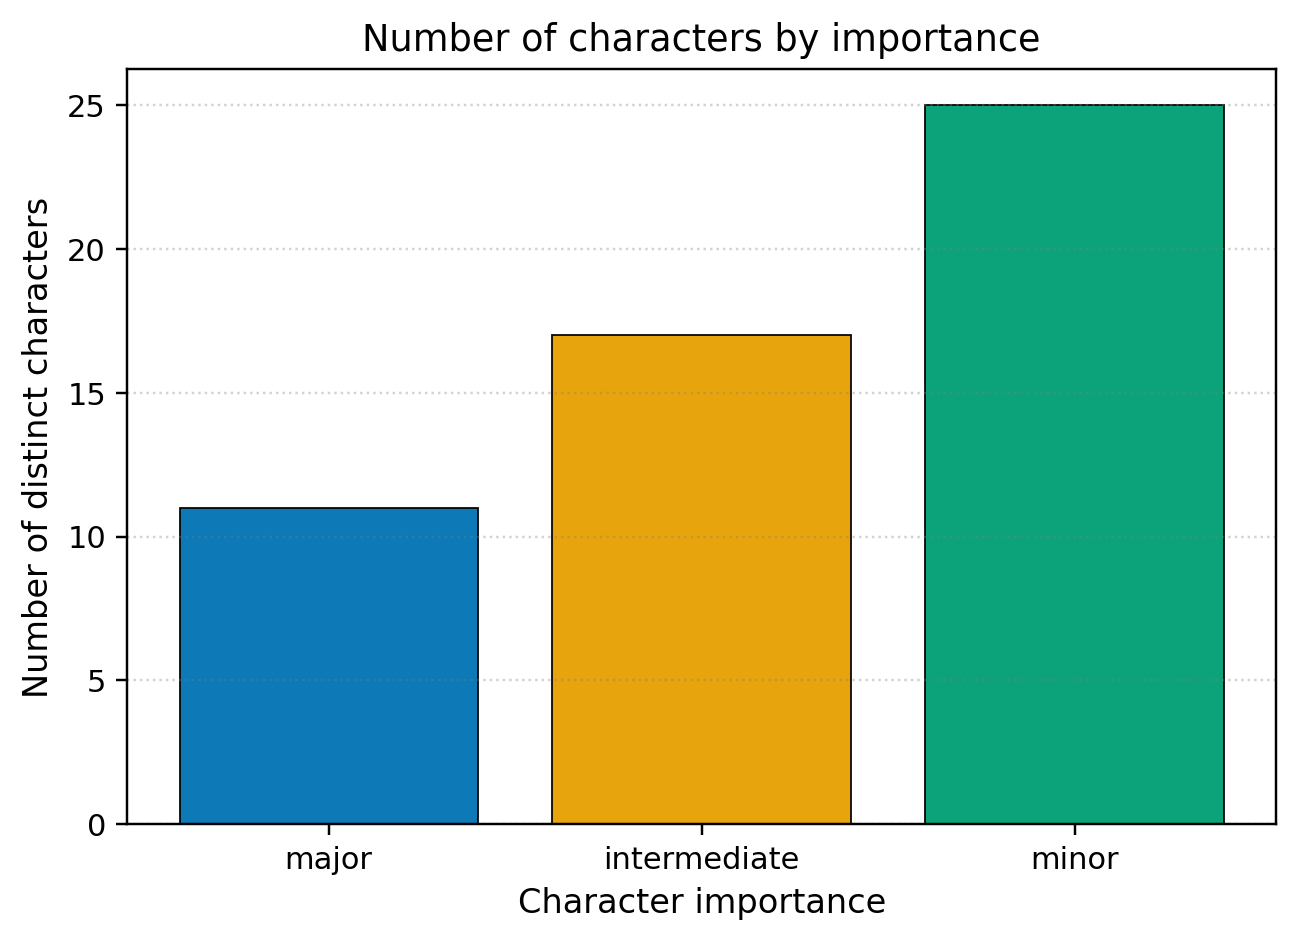 Number of characters by importance
Number of distinct characters
25
20
15
10
5
0
major
intermediate
minor
Character importance